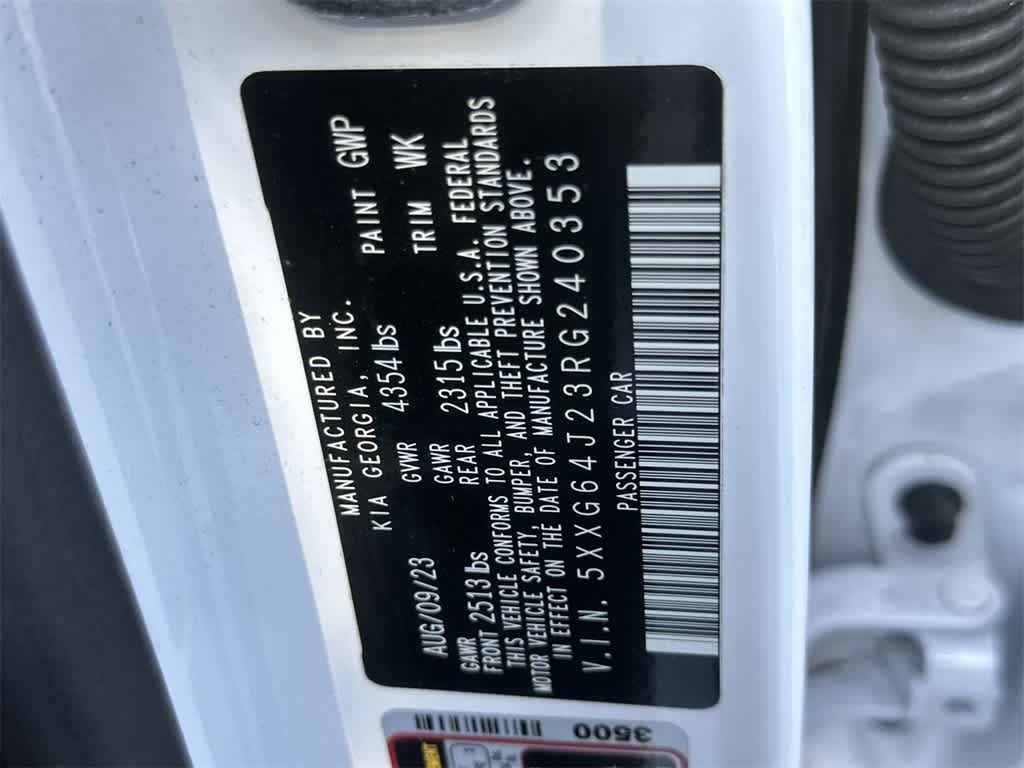 MANUFACTURED BY
KIA GEORGIA, INC.
AUG/09/23 GVWR 4354 lbs PAINT GWP
GAWR FRONT 2513 lbs GAWR REAR 2315 lbs TRIM WK
THIS VEHICLE CONFORMS TO ALL APPLICABLE U.S.A. FEDERAL
MOTOR VEHICLE SAFETY, BUMPER, AND THEFT PREVENTION STANDARDS
IN EFFECT ON THE DATE OF MANUFACTURE SHOWN ABOVE.
V.I.N. 5XXG64J23RG240353
PASSENGER CAR
3500